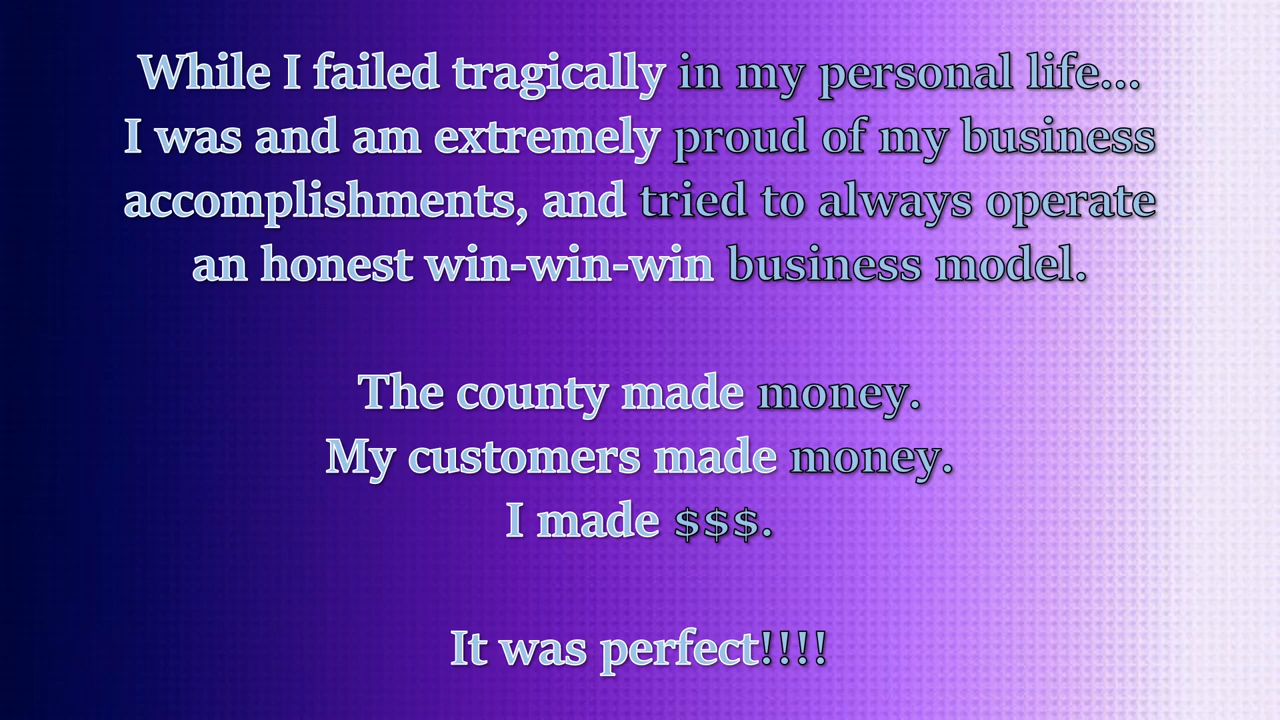 While I failed tragically in my personal life...
I was and am extremely proud of my business
accomplishments, and tried to always operate
an honest win-win-win business model.
The county made money.
My customers made money.
I made $$$.
It was perfect!!!!